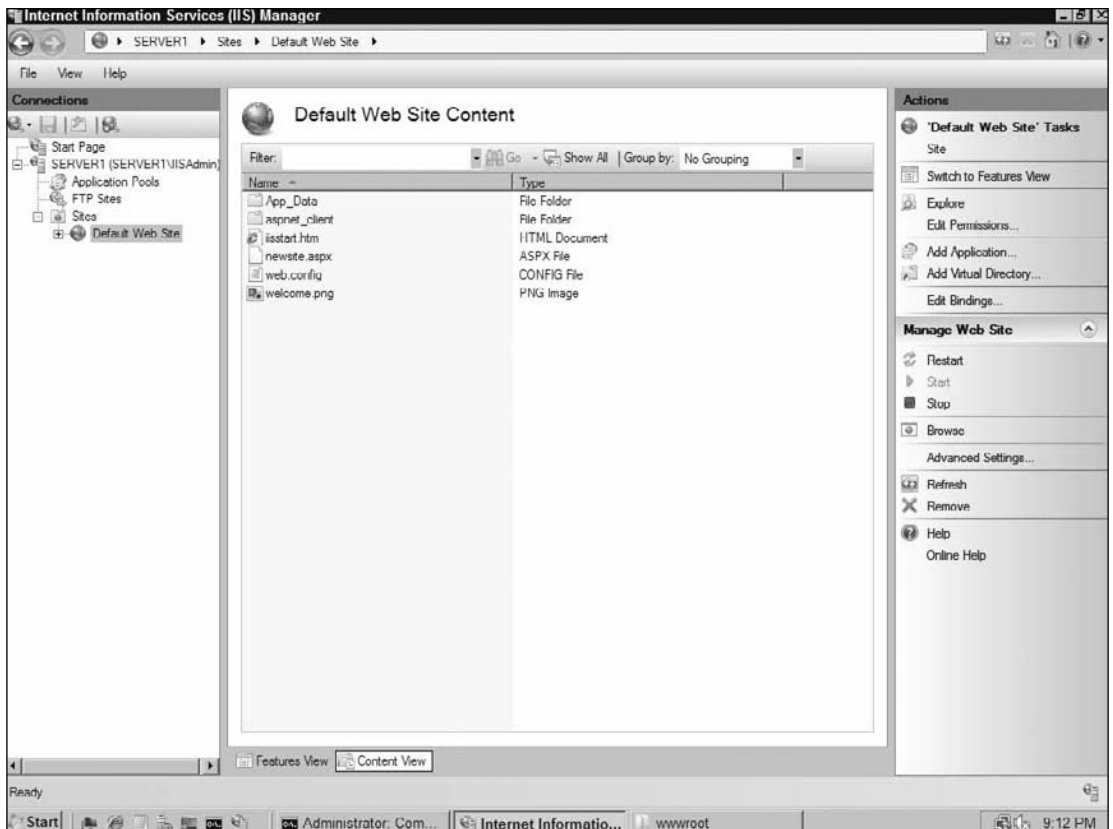 Internet Information Services (IIS) Manager
SERVER1 Sites Default Web Site
File View Help
Connections
Start Page
SERVER1 (SERVER1\IISAdmin)
Application Pools
FTP Sites
Sites
Default Web Site
Default Web Site Content
Filter: Go Show All Group by: No Grouping
Name Type
App_Data File Folder
aspnet_client File Folder
iisstart.htm HTML Document
newsite.aspx ASPX File
web.config CONFIG File
welcome.png PNG Image
Features View Content View
Actions
'Default Web Site' Tasks
Site
Switch to Features View
Explore
Edit Permissions...
Add Application...
Add Virtual Directory...
Edit Bindings...
Manage Web Site
Restart
Start
Stop
Browse
Advanced Settings...
Refresh
Remove
Help
Online Help
Ready
Start Administrator: Com... Internet Informatio... wwwroot 9:12 PM